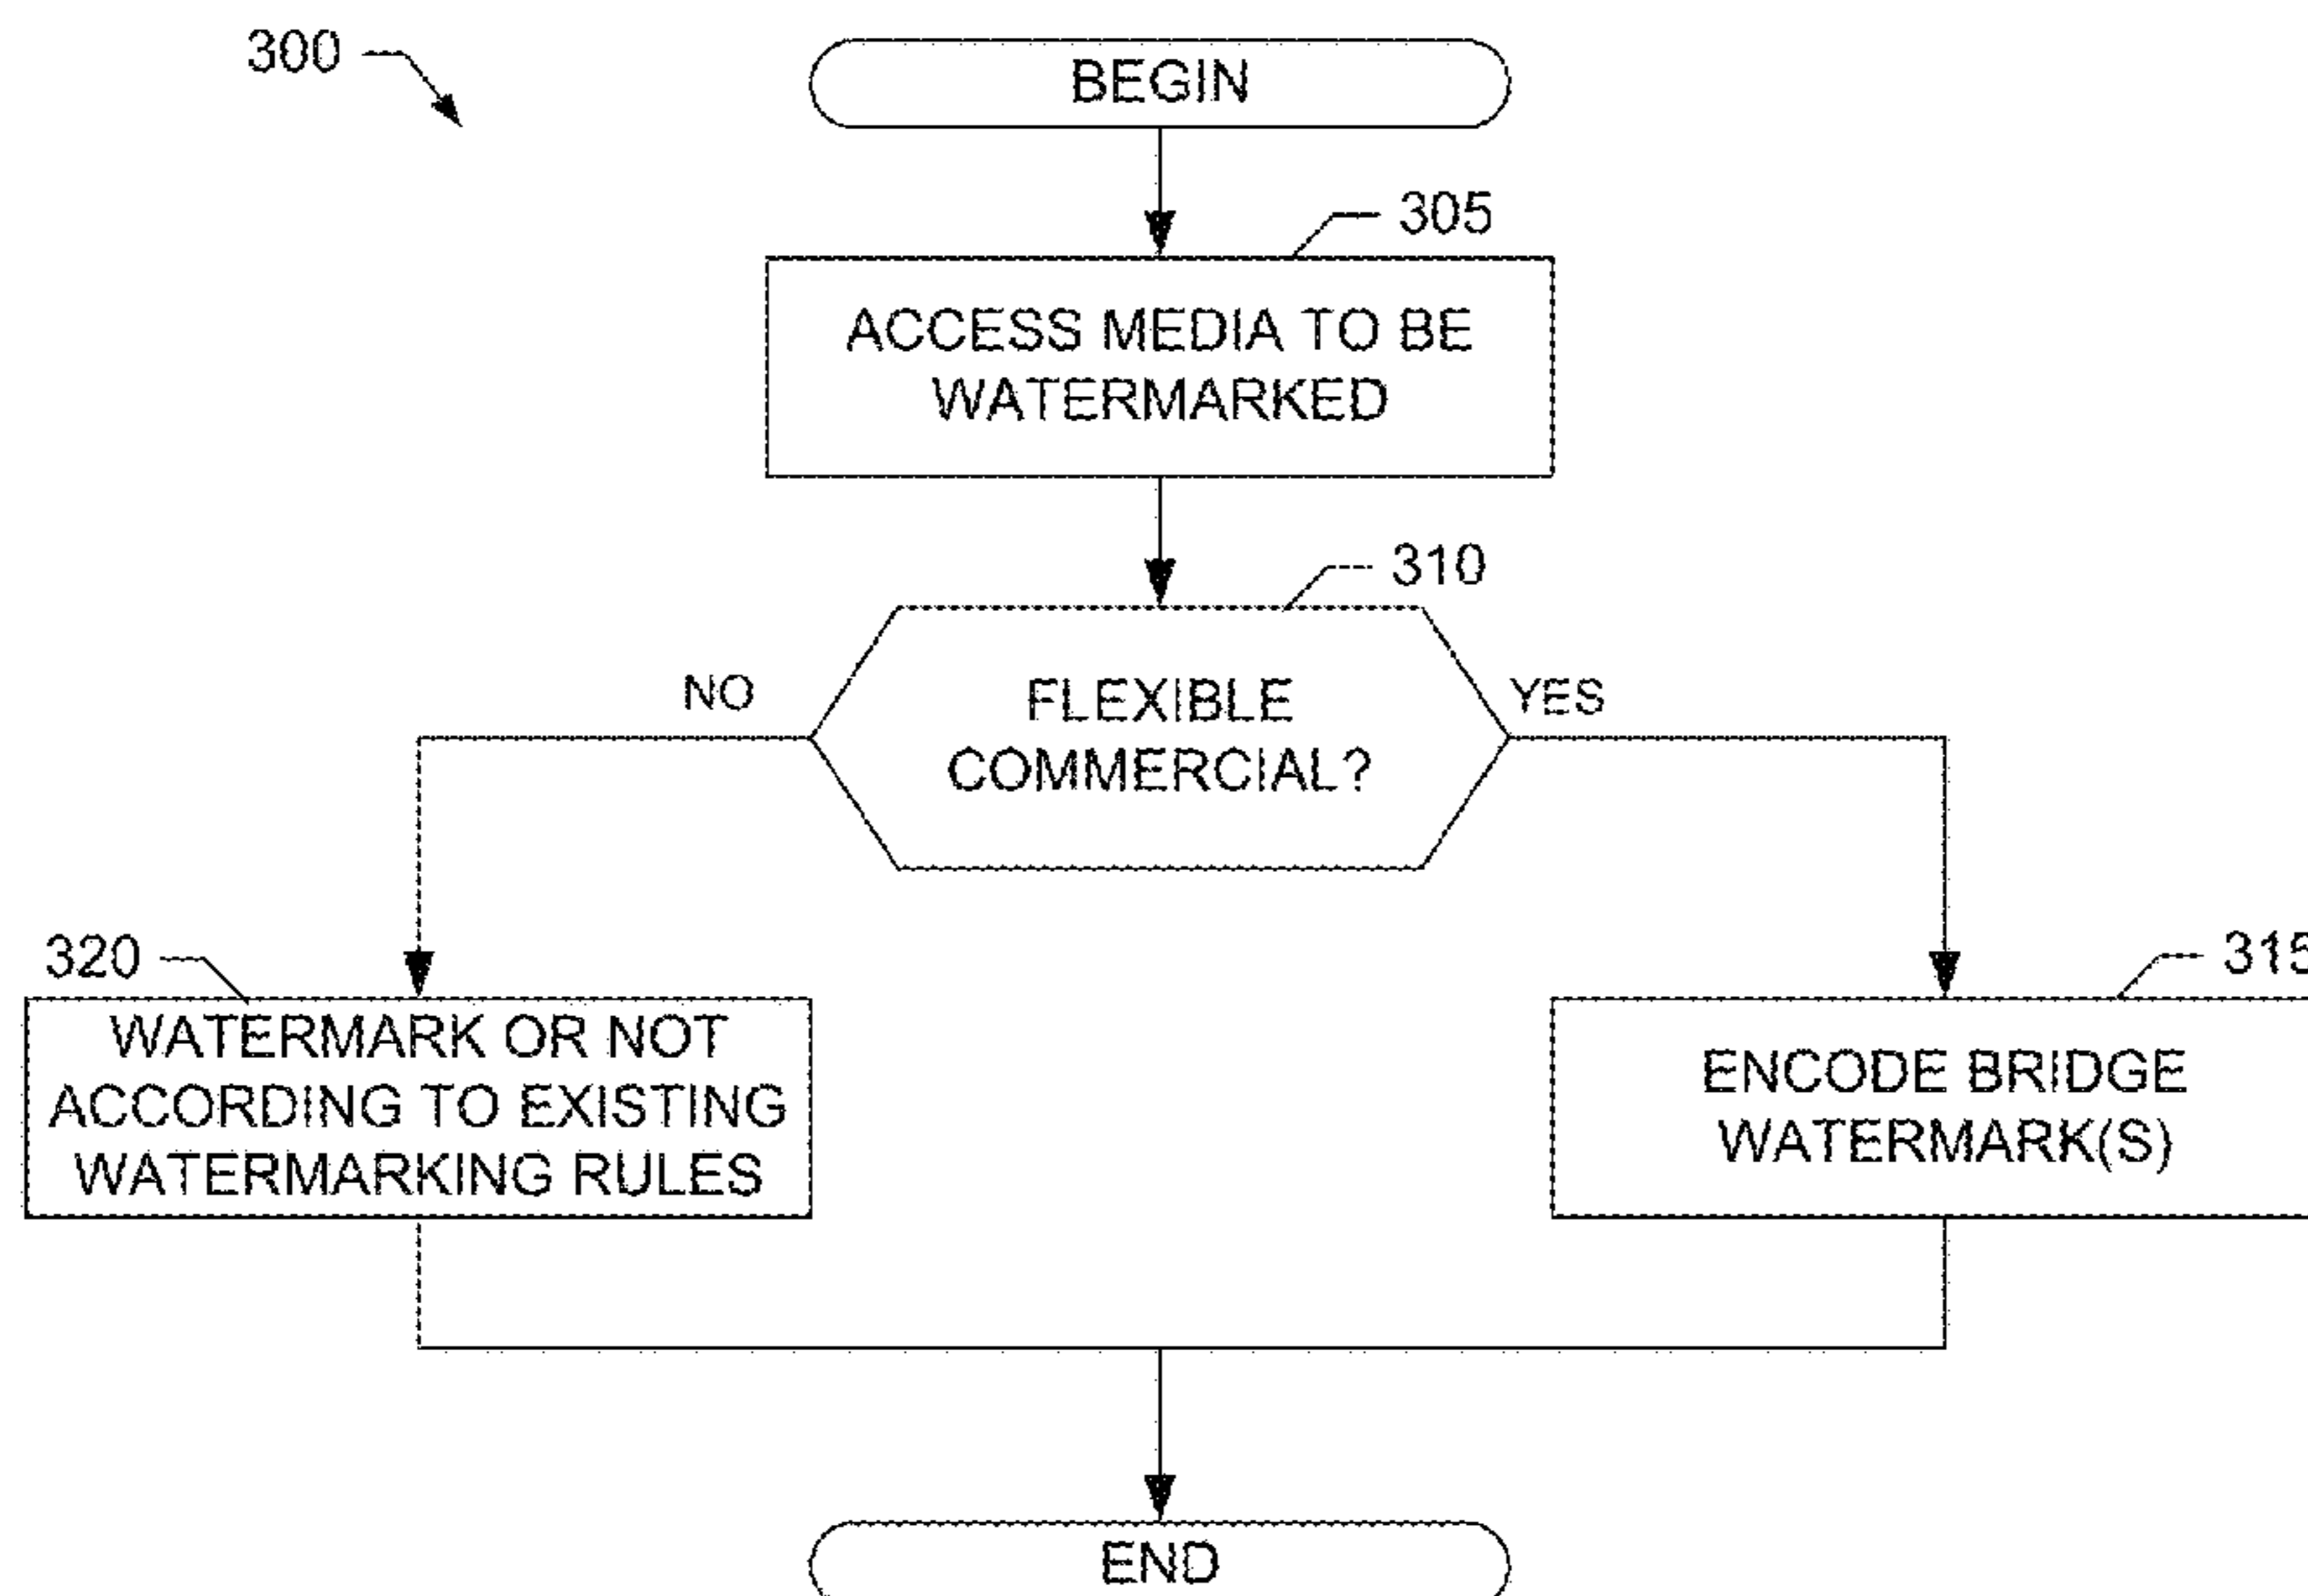 300
BEGIN
305
ACCESS MEDIA TO BE
WATERMARKED
310
NO
FLEXIBLE
COMMERCIAL?
YES
320
315
WATERMARK OR NOT
ACCORDING TO EXISTING
WATERMARKING RULES
ENCODE BRIDGE
WATERMARK(S)
END